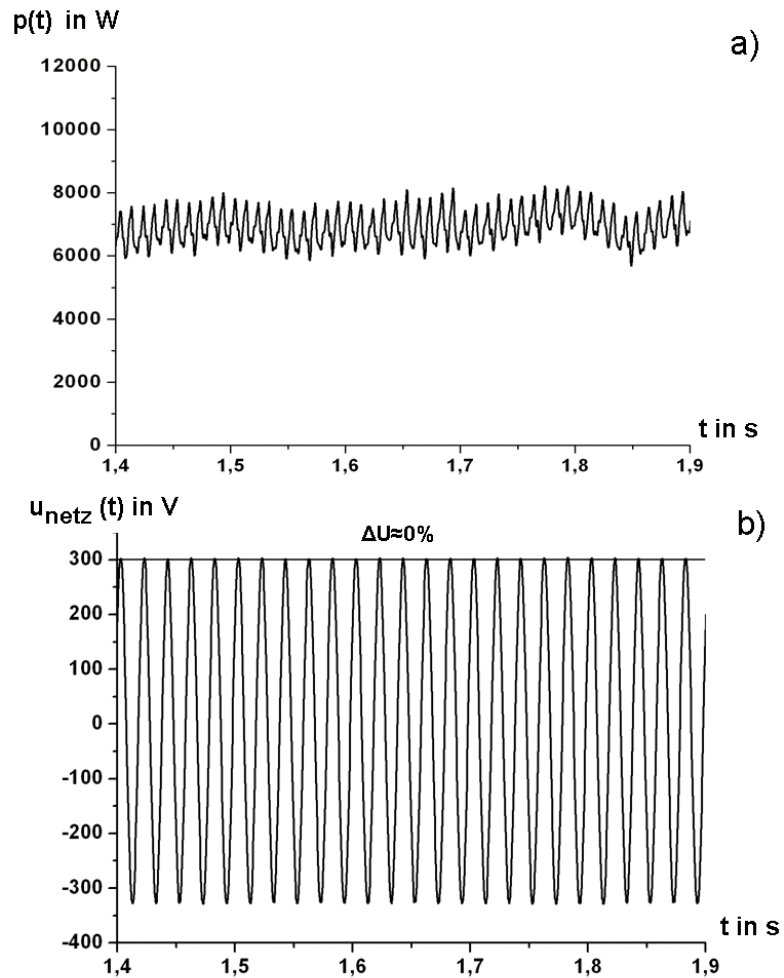 p(t) in W
a)
12000
10000
8000
6000
4000
2000
0
t in s
1,4 1,5 1,6 1,7 1,8 1,9
u_netz (t) in V
b)
ΔU≈0%
300
200
100
0
-100
-200
-300
-400
t in s
1,4 1,5 1,6 1,7 1,8 1,9